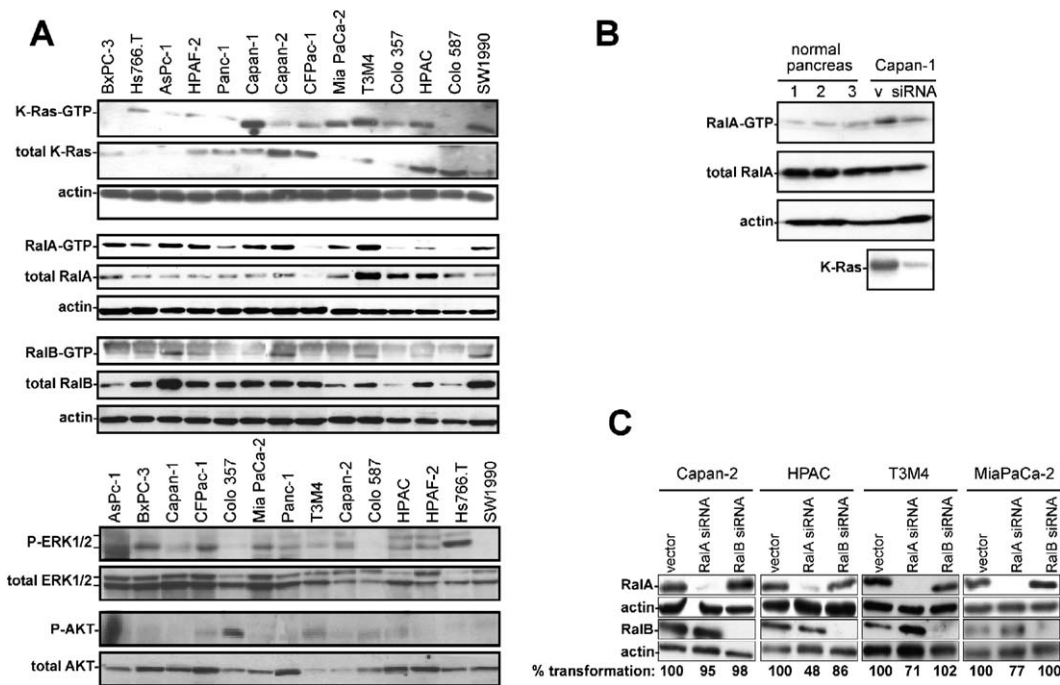 A
BxPC-3 Hs766.T AsPc-1 HPAF-2 Panc-1 Capan-1 Capan-2 CFPac-1 Mia PaCa-2 T3M4 Colo 357 HPAC Colo 587 SW1990
K-Ras-GTP
total K-Ras
actin
RalA-GTP
total RalA
actin
RalB-GTP
total RalB
actin
AsPc-1 BxPC-3 Capan-1 CFPac-1 Colo 357 Mia PaCa-2 Panc-1 T3M4 Capan-2 Colo 587 HPAC HPAF-2 Hs766.T SW1990
P-ERK1/2
total ERK1/2
P-AKT
total AKT
B
normal
pancreas Capan-1
1 2 3 v siRNA
RalA-GTP
total RalA
actin
K-Ras
C
Capan-2 HPAC T3M4 MiaPaCa-2
vector RalA siRNA RalB siRNA vector RalA siRNA RalB siRNA vector RalA siRNA RalB siRNA vector RalA siRNA RalB siRNA
RalA
actin
RalB
actin
% transformation: 100 95 98 100 48 86 100 71 102 100 77 100